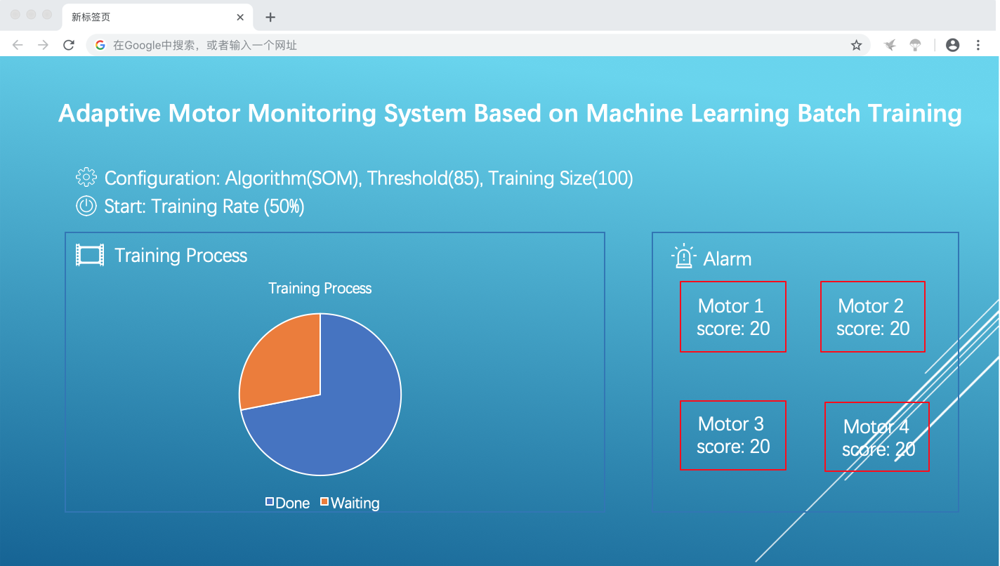 新标签页
在Google中搜索，或者输入一个网址
Adaptive Motor Monitoring System Based on Machine Learning Batch Training
Configuration: Algorithm(SOM), Threshold(85), Training Size(100)
Start: Training Rate (50%)
Training Process
Training Process
Done Waiting
Alarm
Motor 1
score: 20
Motor 2
score: 20
Motor 3
score: 20
Motor 4
score: 20